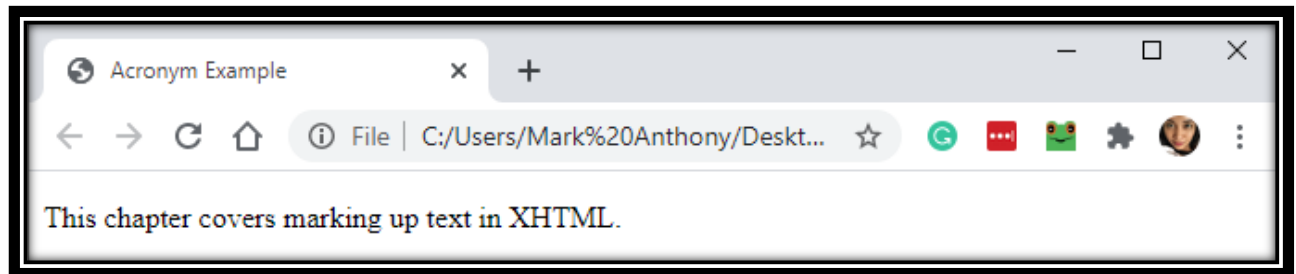 Acronym Example
File C:/Users/Mark%20Anthony/Deskt...
This chapter covers marking up text in XHTML.